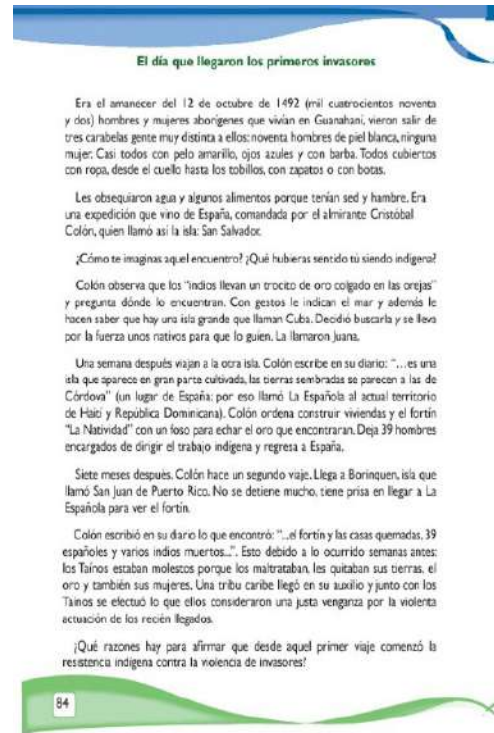 El día que llegaron los primeros invasores
Era el amanecer del 12 de octubre de 1492 (mil cuatrocientos noventa
y dos) hombres y mujeres aborígenes que vivían en Guanahaní, vieron salir de
tres carabelas gente muy distinta a ellos: noventa hombres de piel blanca, ninguna
mujer. Casi todos con pelo amarillo, ojos azules y con barba. Todos cubiertos
con ropa, desde el cuello hasta los tobillos, con zapatos o con botas.
Les obsequiaron agua y algunos alimentos porque tenían sed y hambre. Era
una expedición que vino de España, comandada por el almirante Cristóbal
Colón, quien llamó así la isla: San Salvador.
¿Cómo te imaginas aquel encuentro? ¿Qué hubieras sentido tú siendo indígena?
Colón observa que los "indios llevan un trocito de oro colgado en las orejas"
y pregunta dónde lo encuentran. Con gestos le indican el mar y además le
hacen saber que hay una isla grande que llaman Cuba. Decidió buscarla y se lleva
por la fuerza unos nativos para que lo guíen. La llamaron Juana.
Una semana después viajan a la otra isla. Colón escribe en su diario: "...es una
isla que aparece en gran parte cultivada, las tierras sembradas se parecen a las de
Córdova" (un lugar de España; por eso llamó La Española al actual territorio
de Haití y República Dominicana). Colón ordena construir viviendas y el fortín
"La Natividad" con un foso para echar el oro que encontraran. Deja 39 hombres
encargados de dirigir el trabajo indígena y regresa a España.
Siete meses después, Colón hace un segundo viaje. Llega a Borinquen, isla que
llamó San Juan de Puerto Rico. No se detiene mucho, tiene prisa en llegar a La
Española para ver el fortín.
Colón escribió en su diario lo que encontró: "...el fortín y las casas quemadas, 39
españoles y varios indios muertos...". Esto debido a lo ocurrido semanas antes:
los Taínos estaban molestos porque los maltrataban, les quitaban sus tierras, el
oro y también sus mujeres. Una tribu caribe llegó en su auxilio y junto con los
Taínos se efectuó lo que ellos consideraron una justa venganza por la violenta
actuación de los recién llegados.
¿Qué razones hay para afirmar que desde aquel primer viaje comenzó la
resistencia indígena contra la violencia de invasores?
84